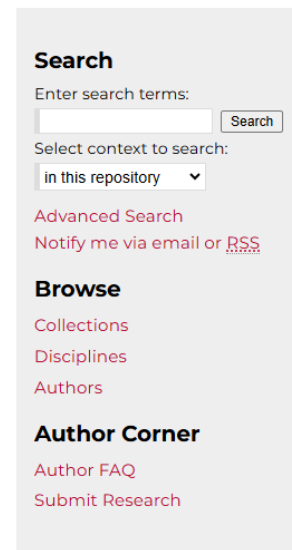 Search
Enter search terms:
Search
Select context to search:
in this repository
Advanced Search
Notify me via email or RSS
Browse
Collections
Disciplines
Authors
Author Corner
Author FAQ
Submit Research